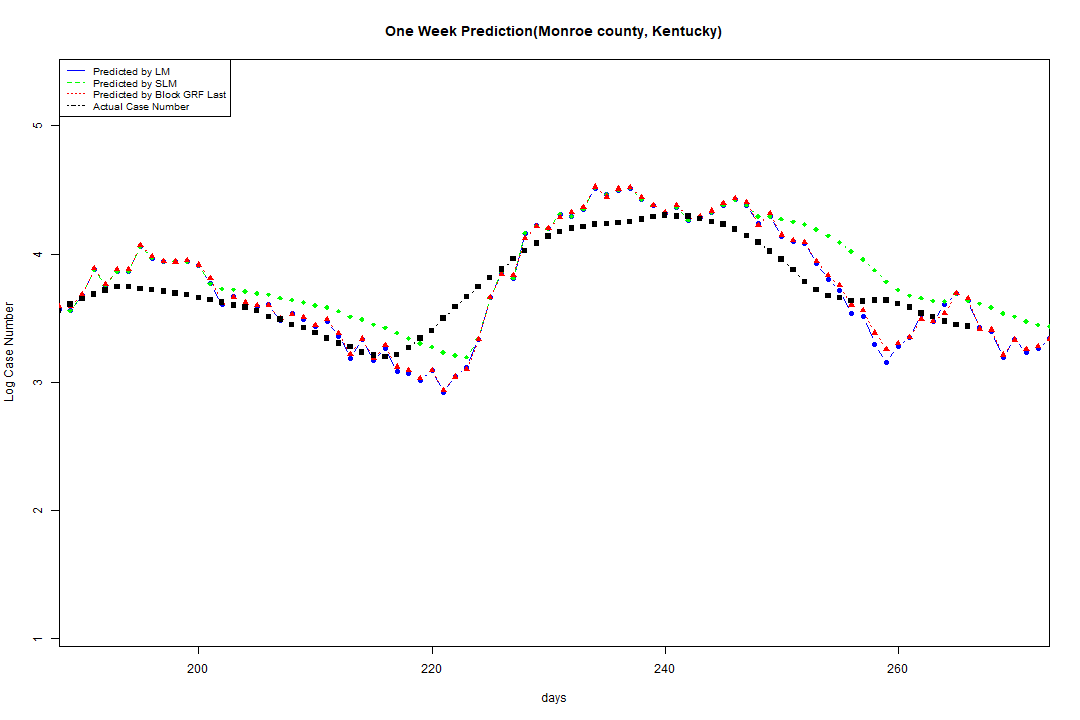 One Week Prediction(Monroe county, Kentucky)
Predicted by LM
Predicted by SLM
Predicted by Block GRF Last
Actual Case Number
5
4
3
2
1
Log Case Number
200 220 240 260
days